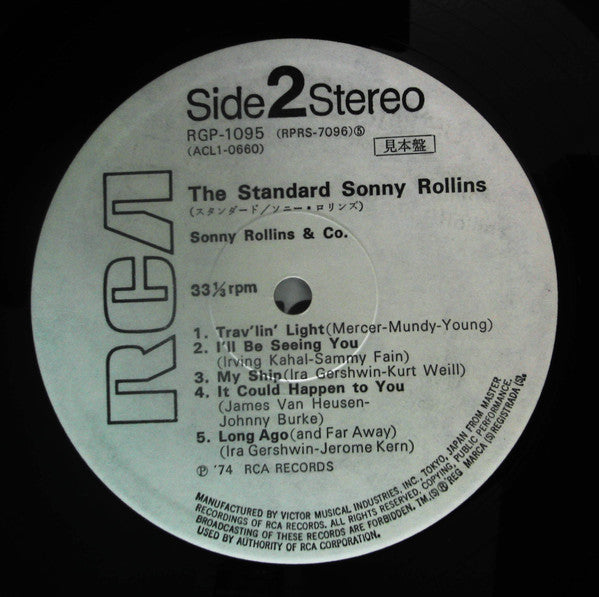 Side 2 Stereo
RGP-1095 (RPRS-7096)⑤
(ACL1-0660)
見本盤
RCA
The Standard Sonny Rollins
(スタンダード/ソニー・ロリンズ)
Sonny Rollins & Co.
33⅓ rpm
1. Trav'lin' Light(Mercer-Mundy-Young)
2. I'll Be Seeing You
(Irving Kahal-Sammy Fain)
3. My Ship(Ira Gershwin-Kurt Weill)
4. It Could Happen to You
(James Van Heusen-
Johnny Burke)
5. Long Ago(and Far Away)
(Ira Gershwin-Jerome Kern)
Ⓟ '74 RCA RECORDS
MANUFACTURED BY VICTOR MUSICAL INDUSTRIES, INC. TOKYO, JAPAN FROM MASTER
RECORDINGS OF RCA RECORDS. ALL RIGHTS RESERVED, COPYING, PUBLIC PERFORMANCE,
BROADCASTING OF THESE RECORDS ARE FORBIDDEN, TM.(S)® REG MARCA (S) REGISTRADA (S).
USED BY AUTHORITY OF RCA CORPORATION.